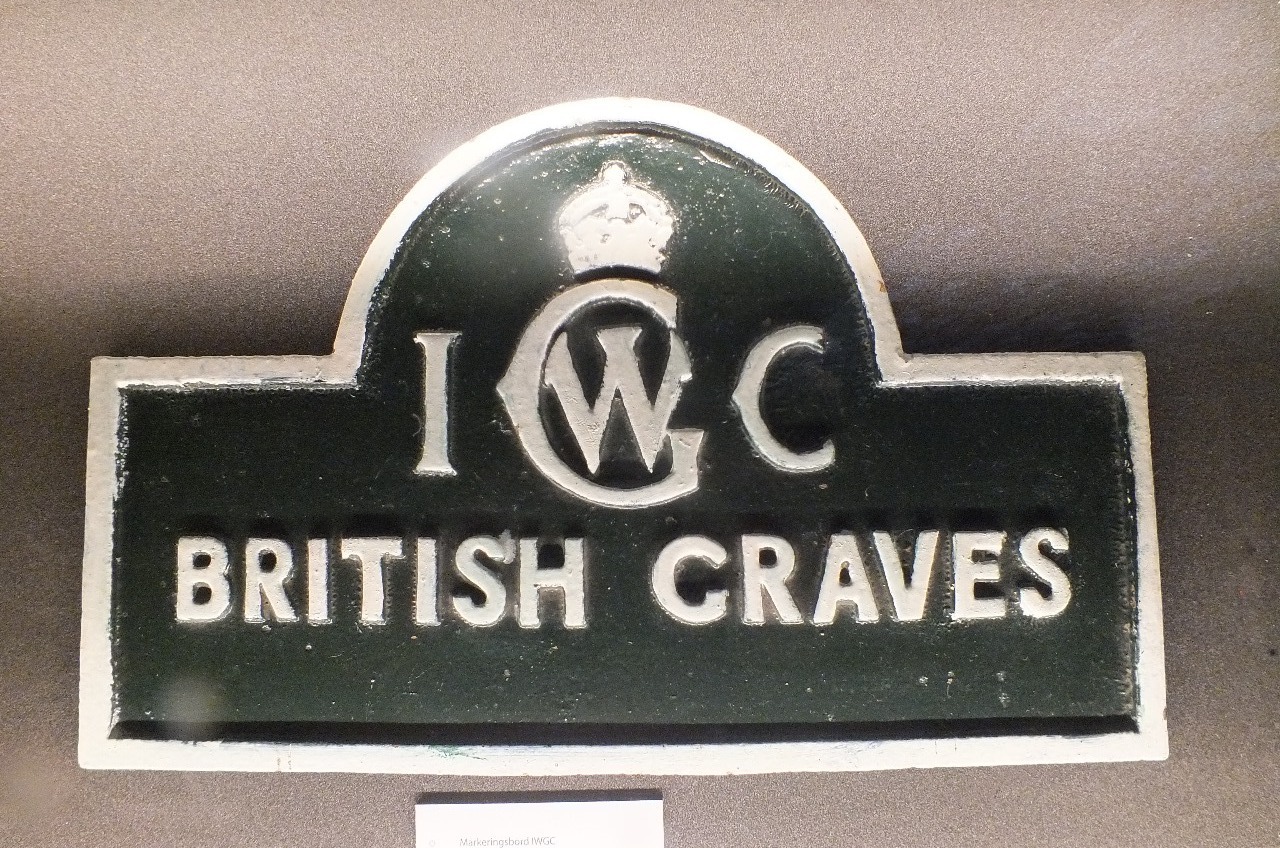 I W G C
BRITISH GRAVES
Markeringsbord IWGC